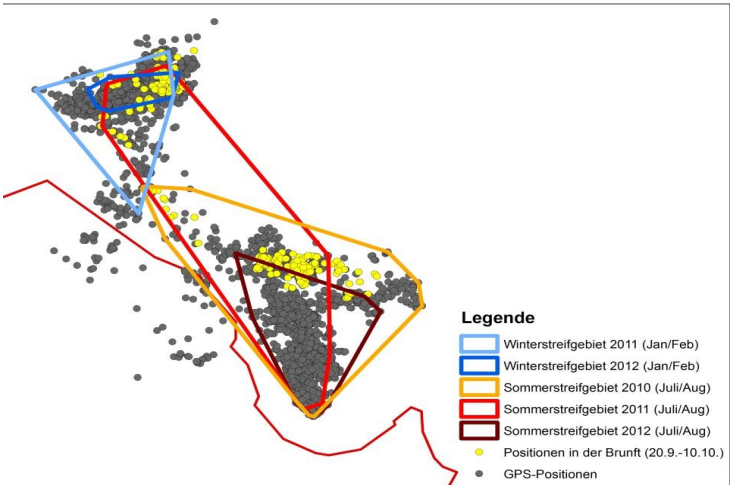 Legende
Winterstreifgebiet 2011 (Jan/Feb)
Winterstreifgebiet 2012 (Jan/Feb)
Sommerstreifgebiet 2010 (Juli/Aug)
Sommerstreifgebiet 2011 (Juli/Aug)
Sommerstreifgebiet 2012 (Juli/Aug)
Positionen in der Brunft (20.9.-10.10.)
GPS-Positionen